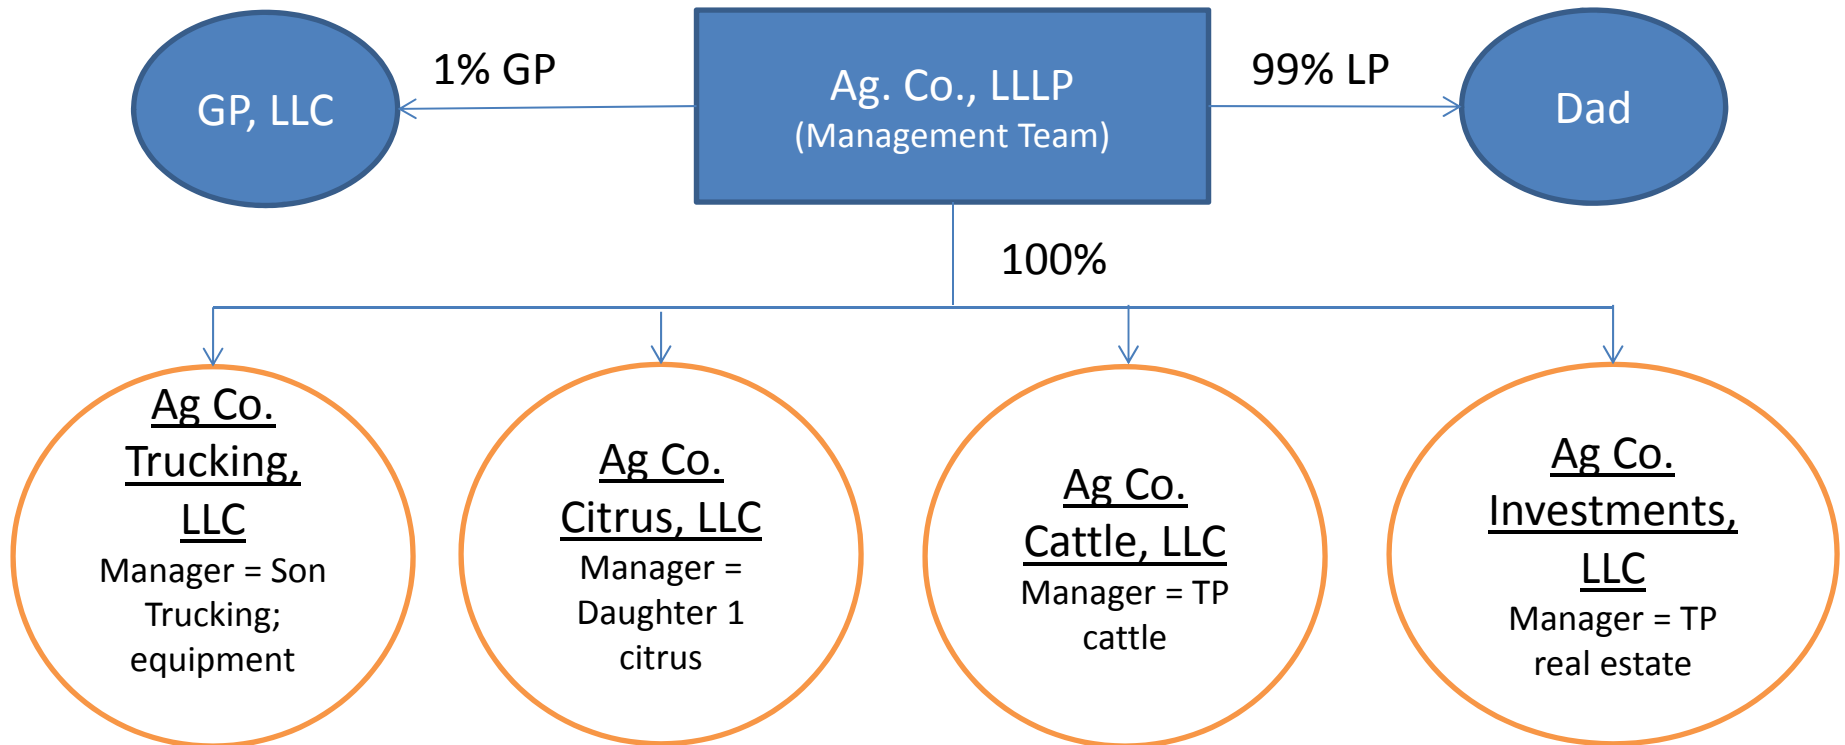 1% GP
99% LP
GP, LLC
Ag. Co., LLLP
(Management Team)
Dad
100%
Ag Co.
Trucking,
LLC
Manager = Son
Trucking;
equipment
Ag Co.
Citrus, LLC
Manager =
Daughter 1
citrus
Ag Co.
Cattle, LLC
Manager = TP
cattle
Ag Co.
Investments,
LLC
Manager = TP
real estate